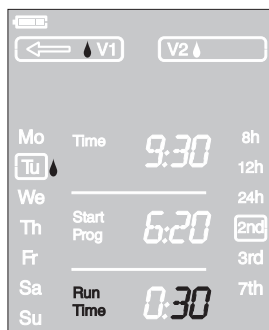 V1 V2
Mo Time 9:30 8h
Tu 12h
We 24h
Th Start Prog 6:20 2nd
Fr 3rd
Sa Run Time 0:30 7th
Su